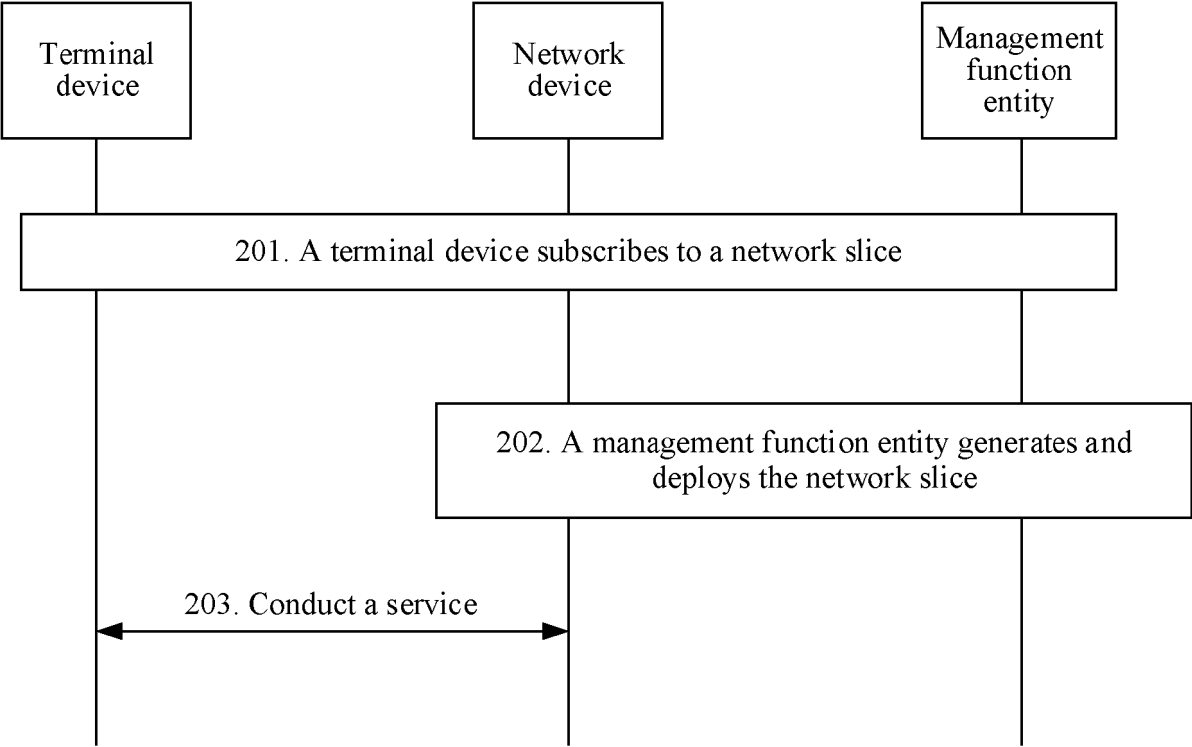 Terminal
device
Network
device
Management
function
entity
201. A terminal device subscribes to a network slice
202. A management function entity generates and
deploys the network slice
203. Conduct a service